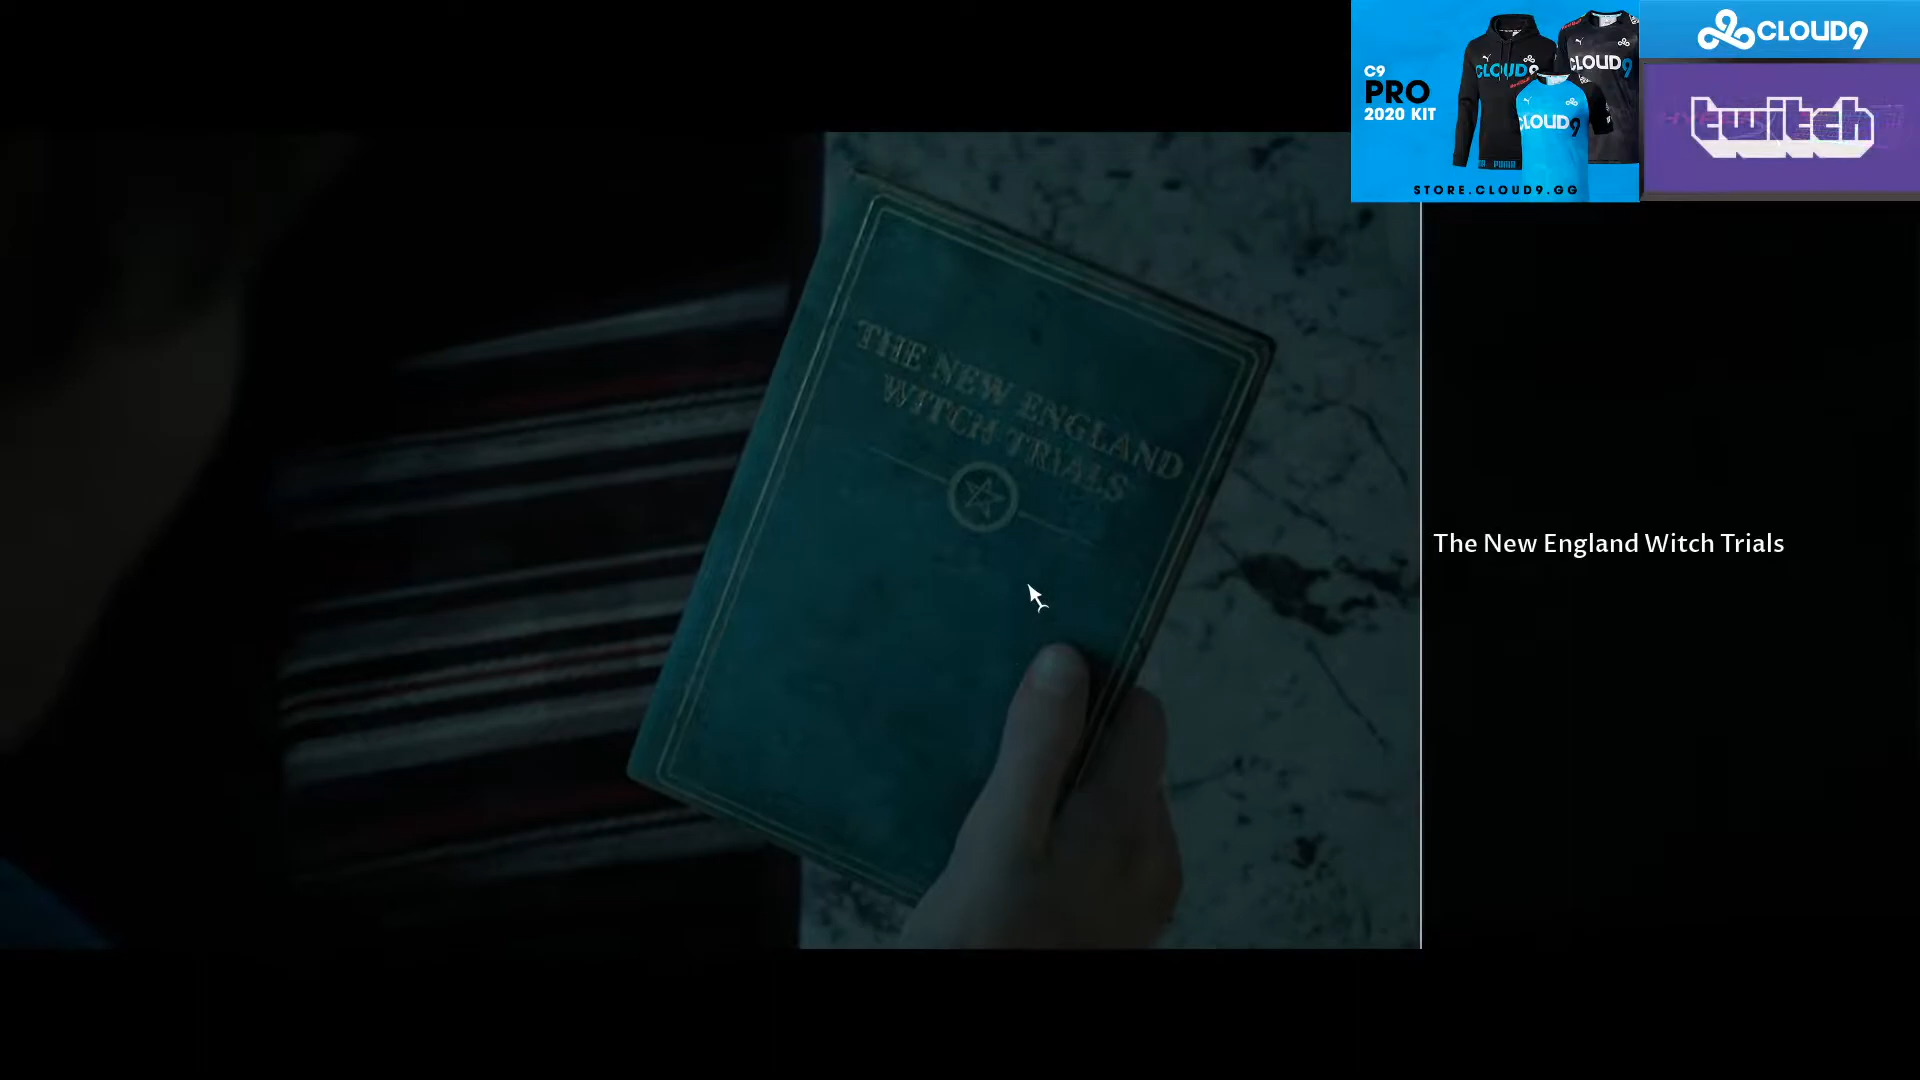 C9
PRO
2020 KIT
CLOUD9
CLOUD9
CLOUD9
STORE.CLOUD9.GG
CLOUD9
twitch
THE NEW ENGLAND
WITCH TRIALS
The New England Witch Trials